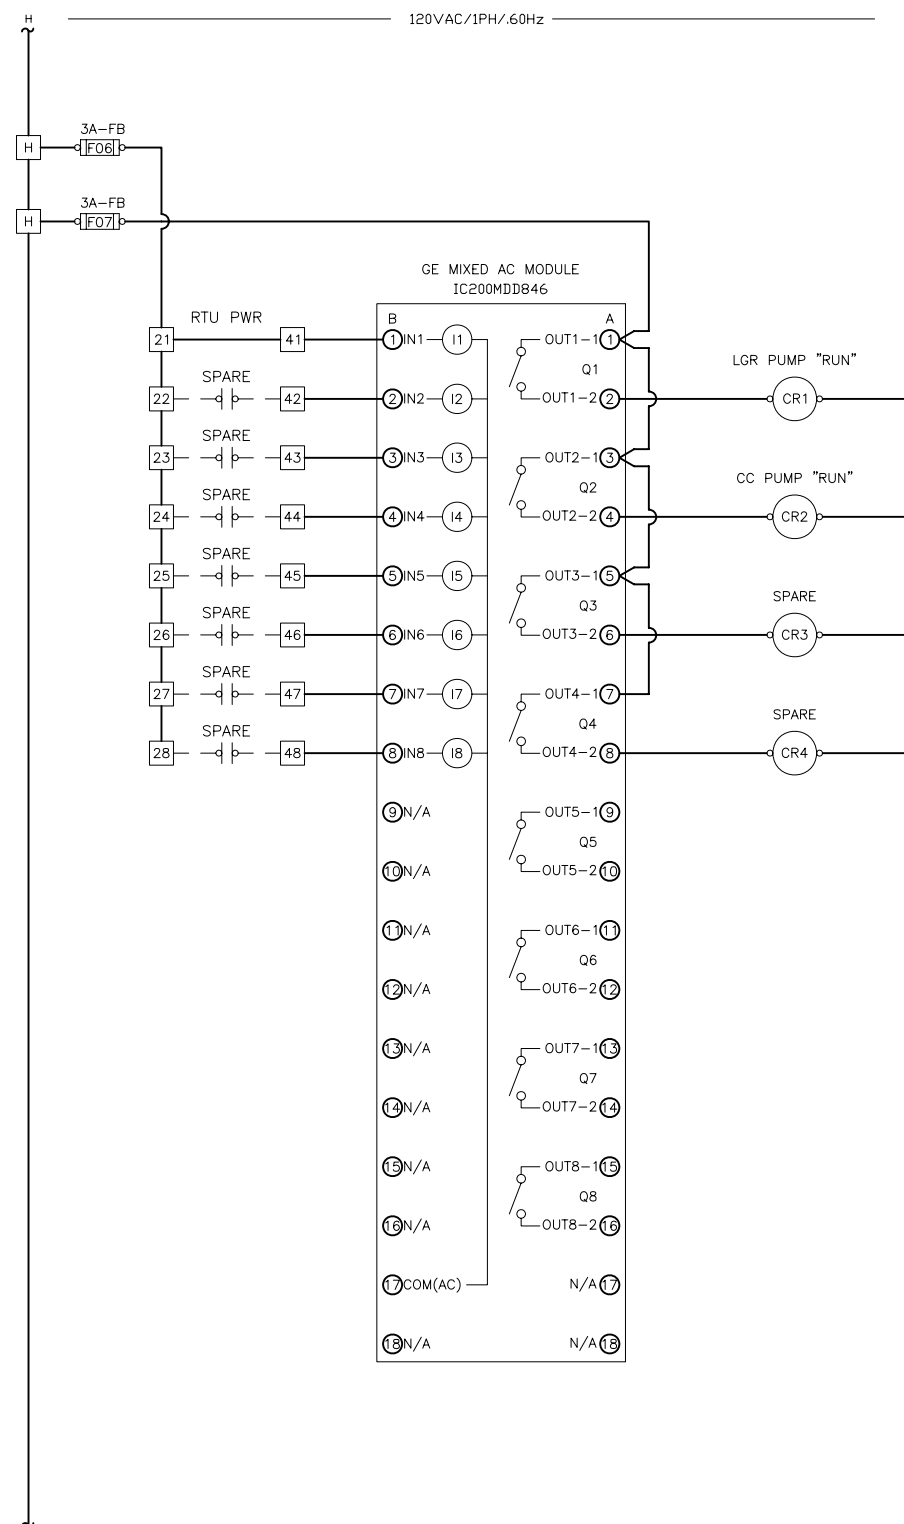 H
120VAC/1PH/.60Hz
3A-FB
H
F06
3A-FB
H
F07
GE MIXED AC MODULE
IC200MDD846
B
A
21
RTU PWR
41
1
IN1
I1
OUT1-1
1
Q1
22
SPARE
42
2
IN2
I2
OUT1-2
2
LGR PUMP "RUN"
CR1
23
SPARE
43
3
IN3
I3
OUT2-1
3
Q2
24
SPARE
44
4
IN4
I4
OUT2-2
4
CC PUMP "RUN"
CR2
25
SPARE
45
5
IN5
I5
OUT3-1
5
Q3
26
SPARE
46
6
IN6
I6
OUT3-2
6
SPARE
CR3
27
SPARE
47
7
IN7
I7
OUT4-1
7
Q4
28
SPARE
48
8
IN8
I8
OUT4-2
8
SPARE
CR4
9
N/A
OUT5-1
9
Q5
10
N/A
OUT5-2
10
11
N/A
OUT6-1
11
Q6
12
N/A
OUT6-2
12
13
N/A
OUT7-1
13
Q7
14
N/A
OUT7-2
14
15
N/A
OUT8-1
15
Q8
16
N/A
OUT8-2
16
17
COM(AC)
N/A
17
18
N/A
N/A
18